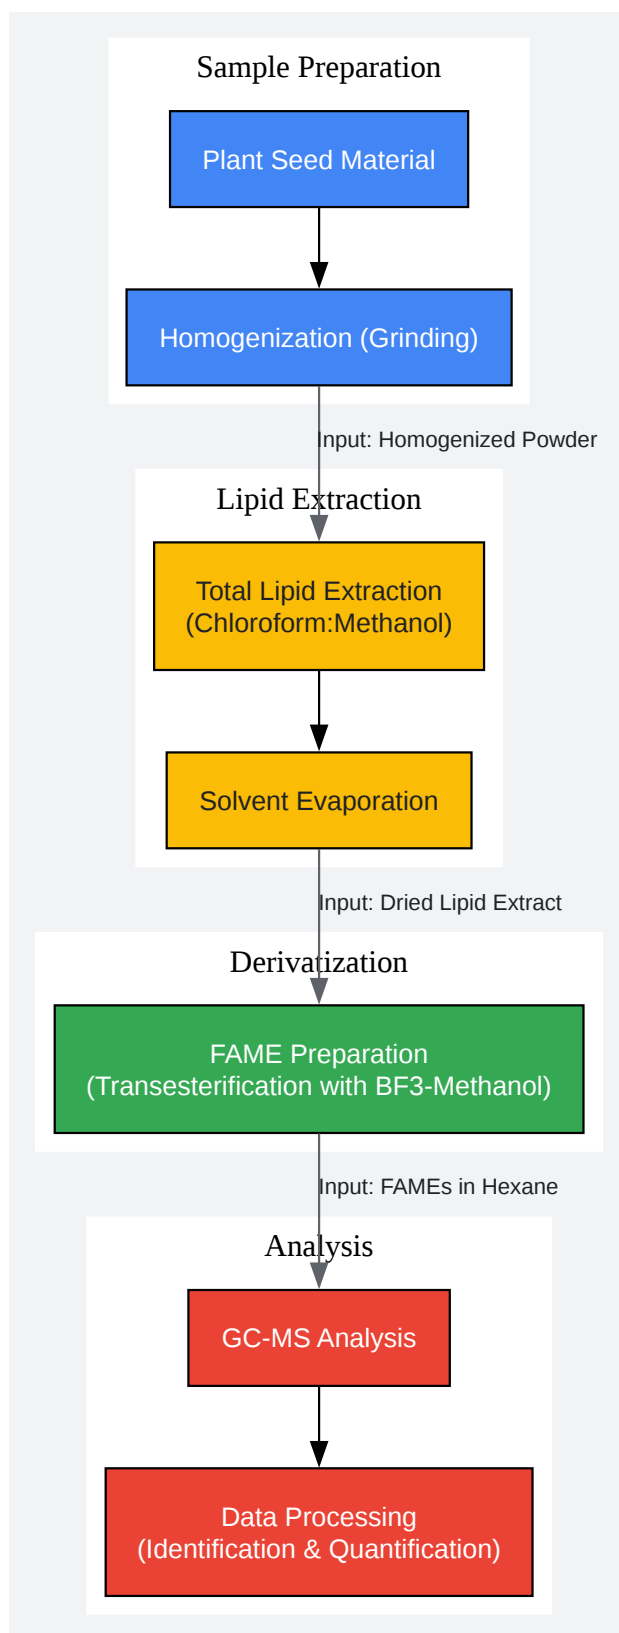 Sample Preparation
Plant Seed Material
Homogenization (Grinding)
Input: Homogenized Powder
Lipid Extraction
Total Lipid Extraction
(Chloroform:Methanol)
Solvent Evaporation
Input: Dried Lipid Extract
Derivatization
FAME Preparation
(Transesterification with BF3-Methanol)
Input: FAMEs in Hexane
Analysis
GC-MS Analysis
Data Processing
(Identification & Quantification)